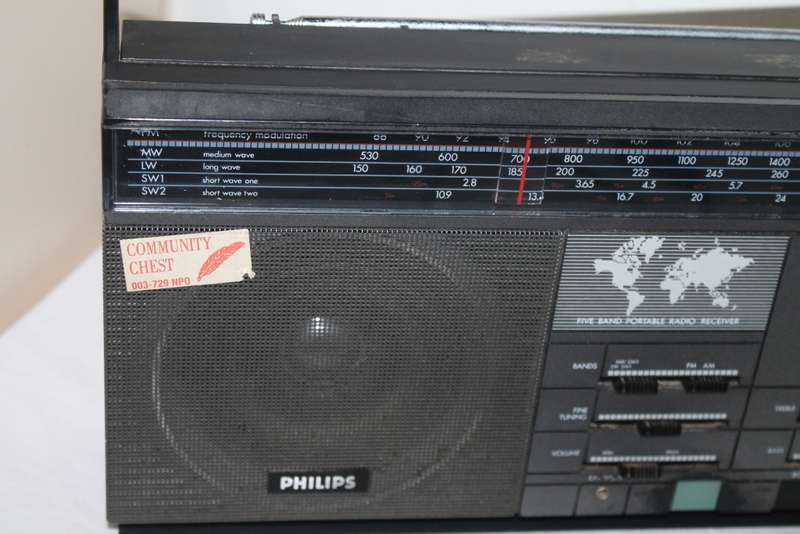 FM frequency modulation 88 90 92 94 96 98 100 102 104 106
MW medium wave 530 600 700 800 950 1100 1250 1400
LW long wave 150 160 170 185 200 225 245 260
SW1 short wave one 2.8 3.65 4.5 5.7
SW2 short wave two 10.9 13.4 16.7 20 24
COMMUNITY
CHEST
003-729 NPO
FIVE BAND PORTABLE RADIO RECEIVER
BANDS FM AM
FINE
TUNING
TREBLE
VOLUME
BASS
PHILIPS